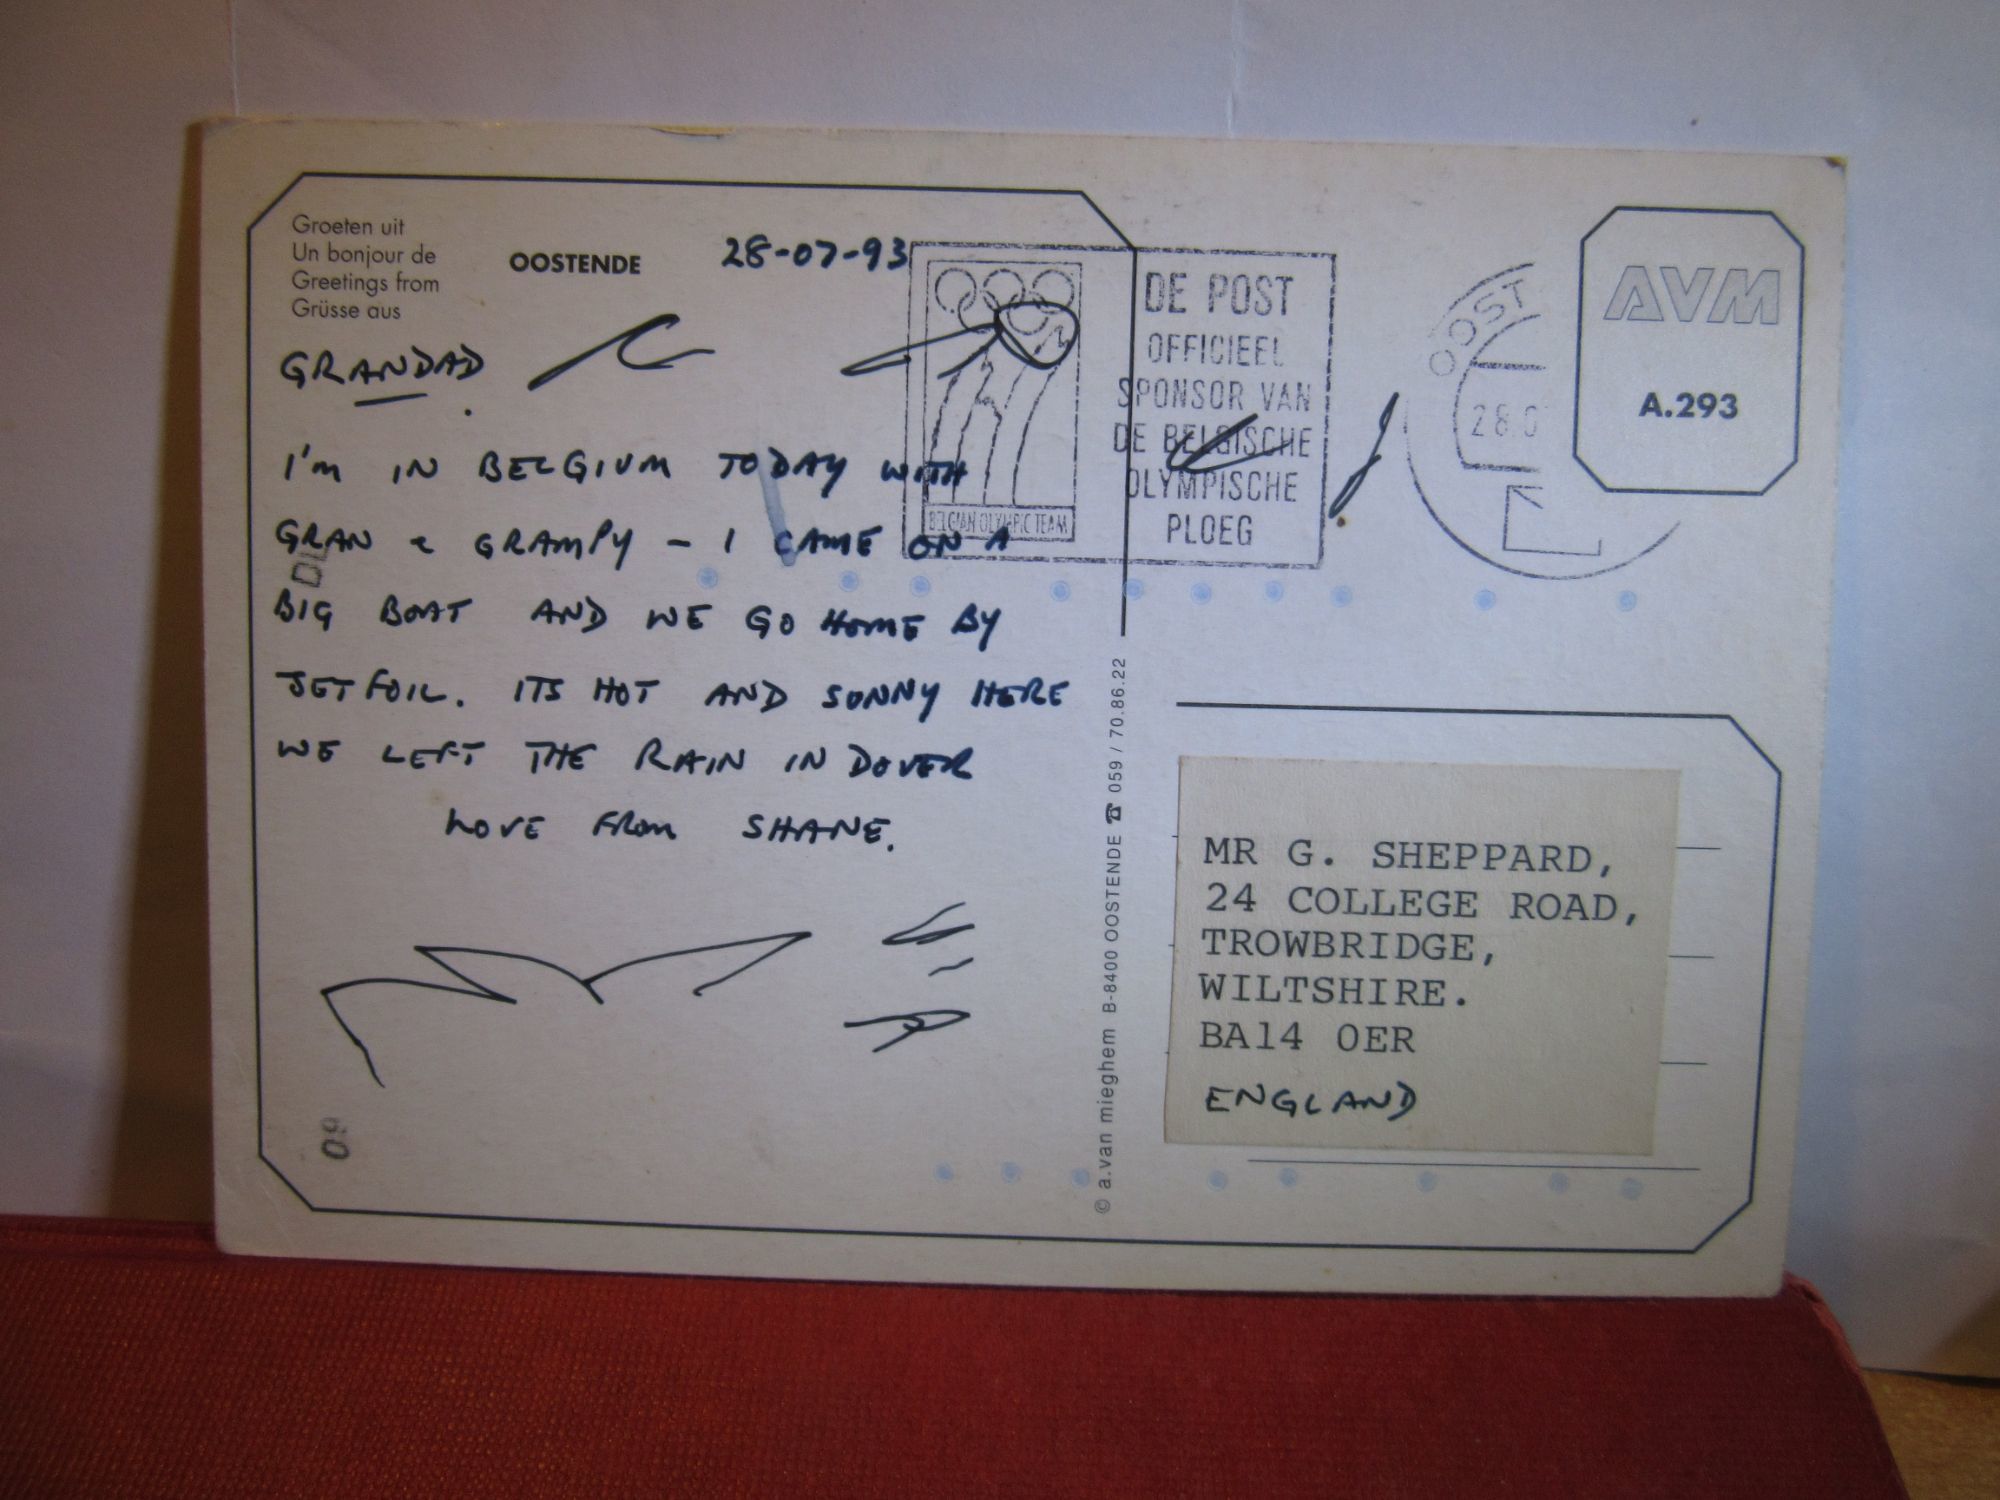 Groeten uit
Un bonjour de
Greetings from
Grüsse aus
OOSTENDE
28-07-93
GRANDAD
I'm IN BELGIUM TODAY WITH
GRAN & GRAMPY - I CAME ON A
BIG BOAT AND WE GO HOME BY
JETFOIL. ITS HOT AND SUNNY HERE
WE LEFT THE RAIN IN DOVER
LOVE FROM SHANE.
09
BELGIAN OLYMPIC TEAM
DE POST
OFFICIEEL
SPONSOR VAN
DE BELGISCHE
OLYMPISCHE
PLOEG
OOST
28.0
AVM
A.293
© a.van mieghem B-8400 OOSTENDE ☎ 059 / 70.86.22
MR G. SHEPPARD,
24 COLLEGE ROAD,
TROWBRIDGE,
WILTSHIRE.
BA14 0ER
ENGLAND